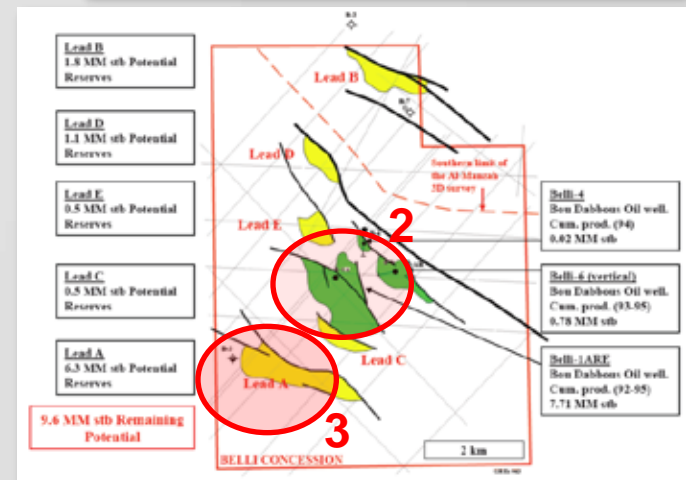 Lead B
1.8 MM stb Potential
Reserves
Lead D
1.1 MM stb Potential
Reserves
Lead E
0.5 MM stb Potential
Reserves
Lead C
0.5 MM stb Potential
Reserves
Lead A
6.3 MM stb Potential
Reserves
9.6 MM stb Remaining
Potential
Lead B
Lead D
Southern limit of
the Al Manzah
survey
Lead E
2
Lead C
Lead A
3
BELLI CONCESSION
2 km
Belli-4
Bou Dabbous Oil well.
Cum. prod. (94)
0.02 MM stb
Belli-6 (vertical)
Bou Dabbous Oil well.
Cum. prod. (93-95)
0.78 MM stb
Belli-1ARE
Bou Dabbous Oil well.
Cum. prod. (92-95)
7.71 MM stb